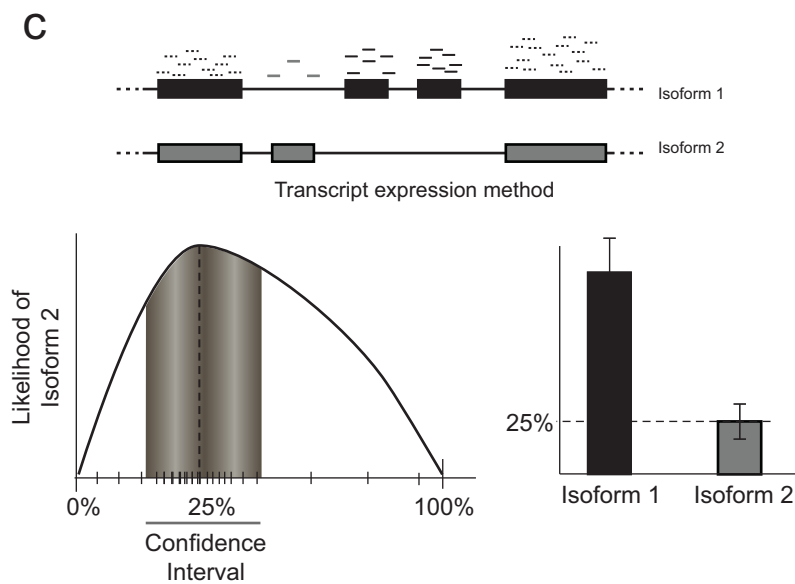 C
Isoform 1
Isoform 2
Transcript expression method
Likelihood of
Isoform 2
0%
25%
100%
Confidence
Interval
25%
Isoform 1
Isoform 2